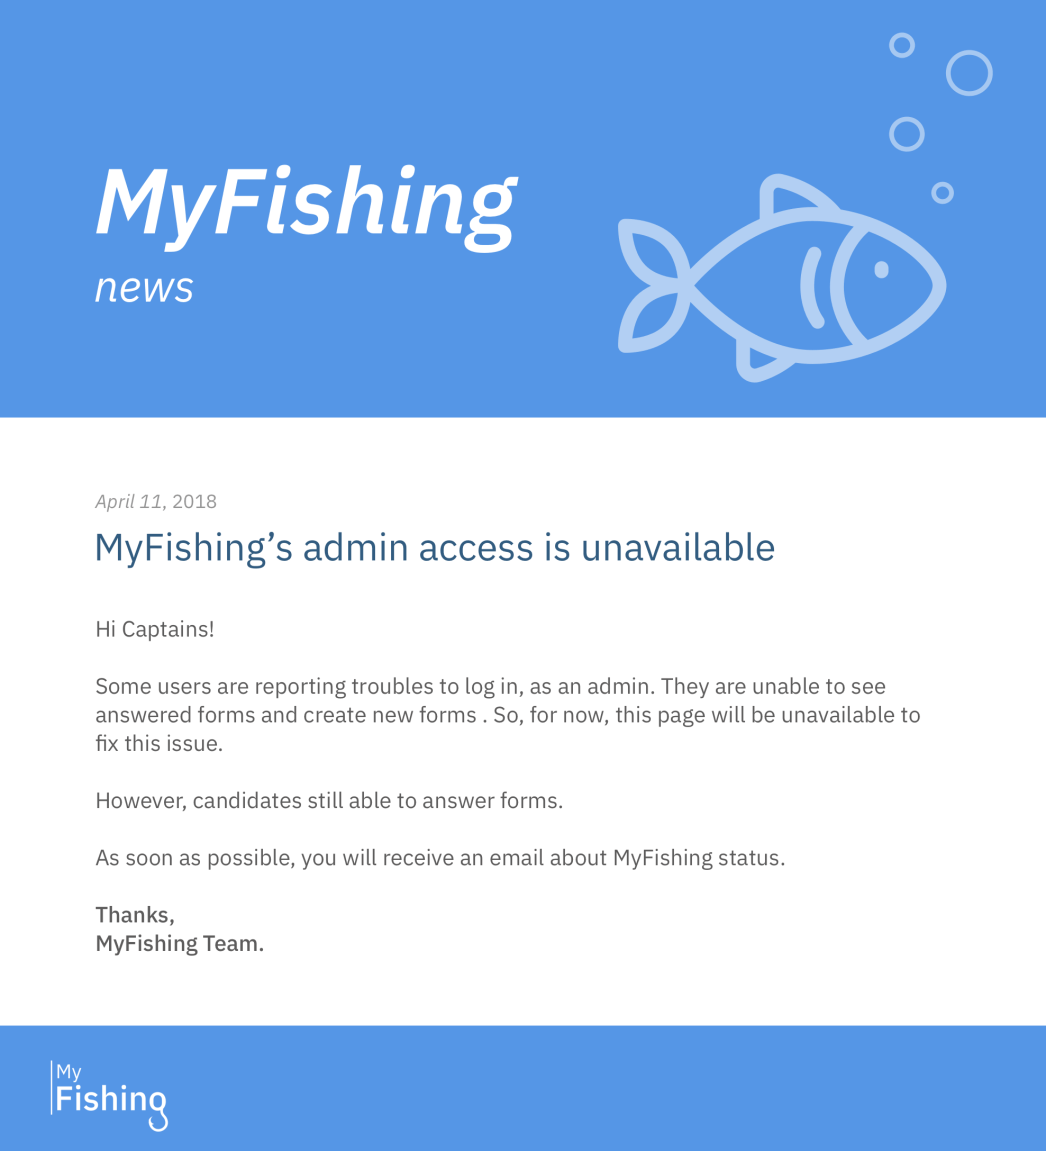 MyFishing
news
April 11, 2018
MyFishing’s admin access is unavailable
Hi Captains!
Some users are reporting troubles to log in, as an admin. They are unable to see
answered forms and create new forms . So, for now, this page will be unavailable to
fix this issue.
However, candidates still able to answer forms.
As soon as possible, you will receive an email about MyFishing status.
Thanks,
MyFishing Team.
My
Fishing